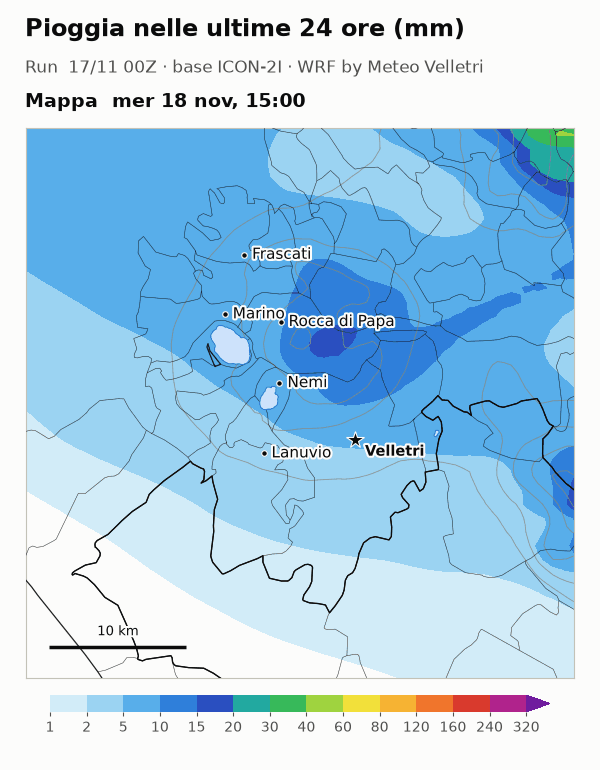 Pioggia nelle ultime 24 ore (mm)
Run  17/11 00Z · base ICON-2I · WRF by Meteo Velletri
Mappa  mer 18 nov, 15:00
Frascati
Marino
Rocca di Papa
Nemi
Velletri
Lanuvio
10 km
1 2 5 10 15 20 30 40 60 80 120 160 240 320